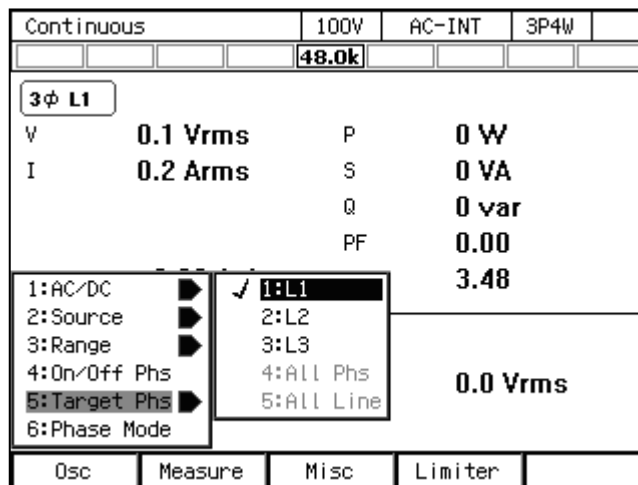 Continuous 100V AC-INT 3P4W
48.0k
3φ L1
V 0.1 Vrms P 0 W
I 0.2 Arms S 0 VA
Q 0 var
PF 0.00
3.48
1:AC/DC 1:L1
2:Source 2:L2
3:Range 3:L3
4:On/Off Phs 4:All Phs
5:Target Phs 5:All Line
6:Phase Mode
0.0 Vrms
Osc Measure Misc Limiter